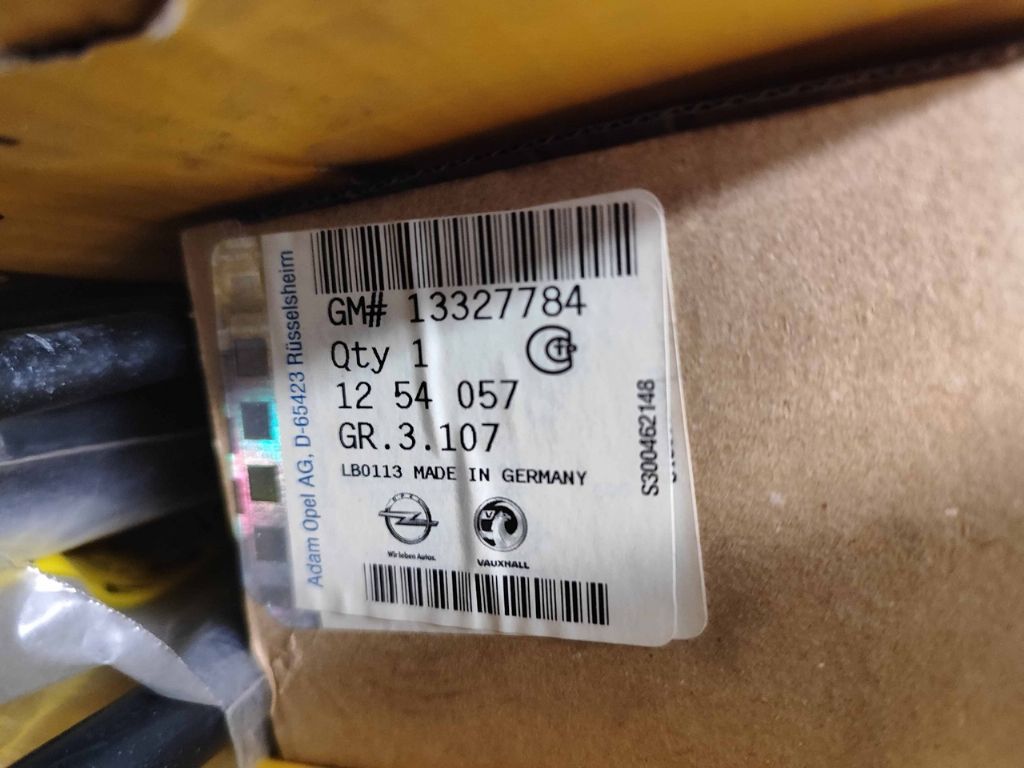 GM# 13327784
Qty 1
12 54 057
GR.3.107
LB0113 MADE IN GERMANY
OPEL
Wir leben Autos.
VAUXHALL
Adam Opel AG, D-65423 Rüsselsheim
S300462148